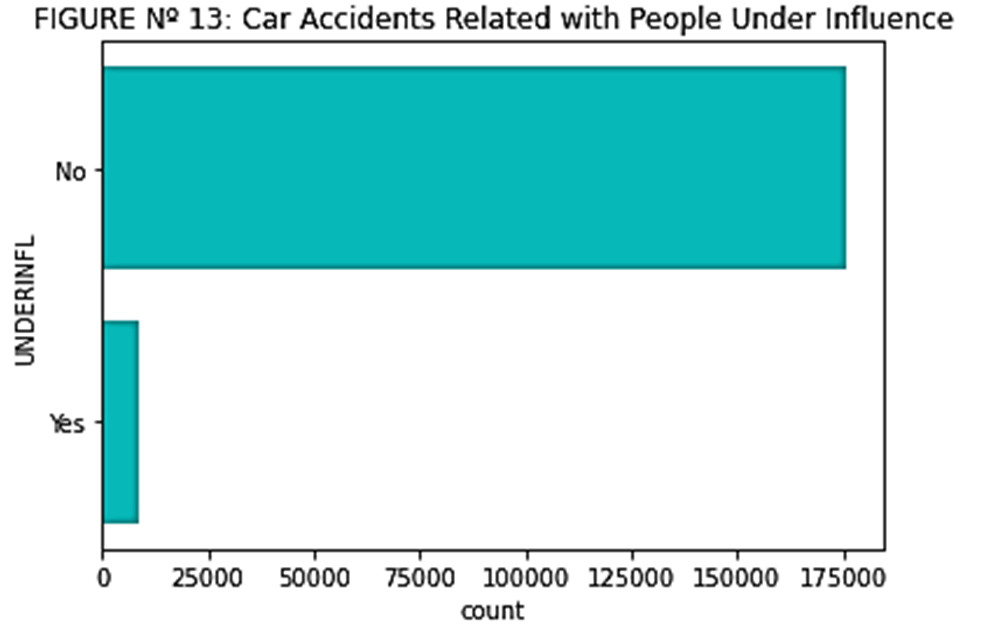 FIGURE Nº 13: Car Accidents Related with People Under Influence
UNDERINFL
No
Yes
0 25000 50000 75000 100000 125000 150000 175000
count